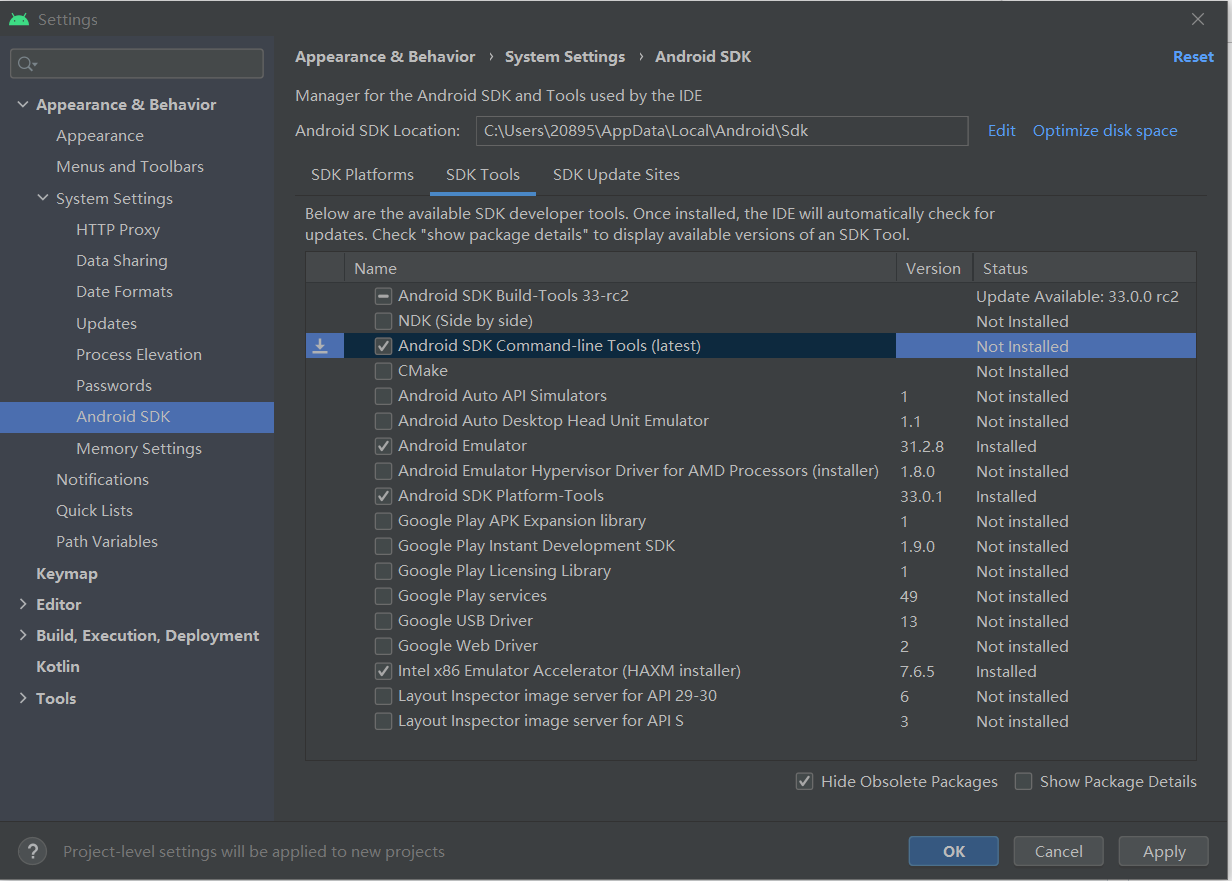 Settings
Appearance & Behavior › System Settings › Android SDK
Reset
Manager for the Android SDK and Tools used by the IDE
Android SDK Location: C:\Users\20895\AppData\Local\Android\Sdk Edit Optimize disk space
Appearance & Behavior
Appearance
Menus and Toolbars
System Settings
HTTP Proxy
Data Sharing
Date Formats
Updates
Process Elevation
Passwords
Android SDK
Memory Settings
Notifications
Quick Lists
Path Variables
Keymap
Editor
Build, Execution, Deployment
Kotlin
Tools
SDK Platforms SDK Tools SDK Update Sites
Below are the available SDK developer tools. Once installed, the IDE will automatically check for
updates. Check "show package details" to display available versions of an SDK Tool.
Name Version Status
Android SDK Build-Tools 33-rc2 Update Available: 33.0.0 rc2
NDK (Side by side) Not Installed
Android SDK Command-line Tools (latest) Not Installed
CMake Not Installed
Android Auto API Simulators 1 Not installed
Android Auto Desktop Head Unit Emulator 1.1 Not installed
Android Emulator 31.2.8 Installed
Android Emulator Hypervisor Driver for AMD Processors (installer) 1.8.0 Not installed
Android SDK Platform-Tools 33.0.1 Installed
Google Play APK Expansion library 1 Not installed
Google Play Instant Development SDK 1.9.0 Not installed
Google Play Licensing Library 1 Not installed
Google Play services 49 Not installed
Google USB Driver 13 Not installed
Google Web Driver 2 Not installed
Intel x86 Emulator Accelerator (HAXM installer) 7.6.5 Installed
Layout Inspector image server for API 29-30 6 Not installed
Layout Inspector image server for API S 3 Not installed
Hide Obsolete Packages Show Package Details
? Project-level settings will be applied to new projects
OK Cancel Apply